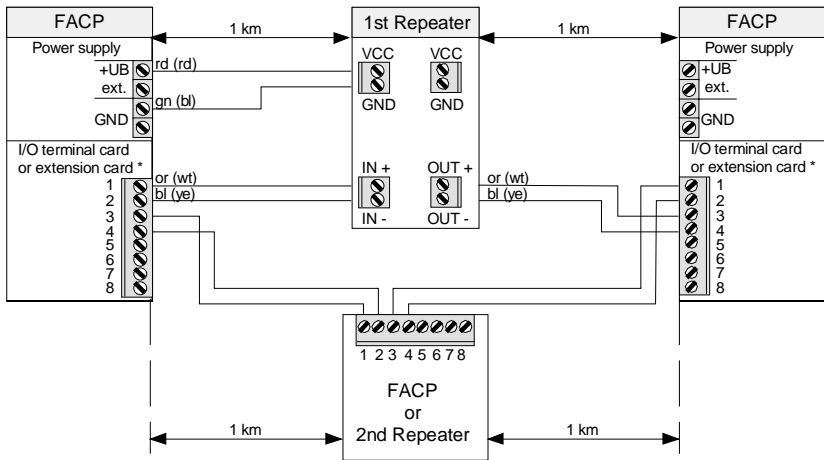 FACP
1 km
1st Repeater
1 km
FACP
Power supply
+UB
ext.
GND
rd (rd)
gn (bl)
VCC
VCC
GND
GND
Power supply
+UB
ext.
GND
I/O terminal card
or extension card *
1
2
3
4
5
6
7
8
or (wt)
bl (ye)
IN +
OUT +
IN -
OUT -
or (wt)
bl (ye)
I/O terminal card
or extension card *
1
2
3
4
5
6
7
8
1 2 3 4 5 6 7 8
FACP
or
2nd Repeater
1 km
1 km